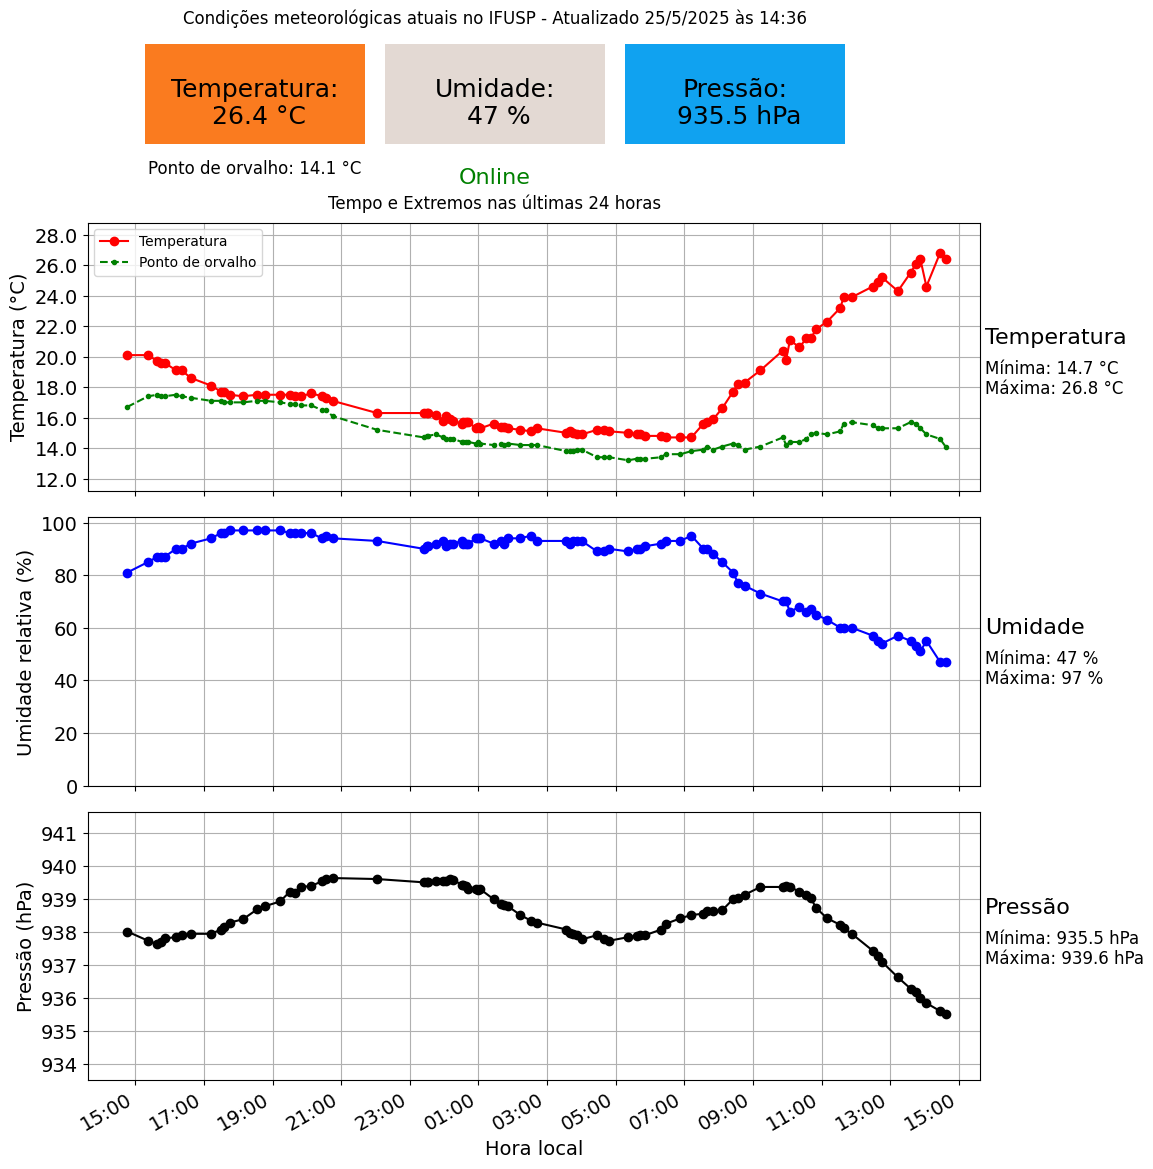 Condições meteorológicas atuais no IFUSP - Atualizado 25/5/2025 às 14:36
Temperatura:
26.4 °C
Umidade:
47 %
Pressão:
935.5 hPa
Ponto de orvalho: 14.1 °C
Online
Tempo e Extremos nas últimas 24 horas
Temperatura
Ponto de orvalho
Temperatura (°C)
28.0
26.0
24.0
22.0
20.0
18.0
16.0
14.0
12.0
Temperatura
Mínima: 14.7 °C
Máxima: 26.8 °C
Umidade relativa (%)
100
80
60
40
20
0
Umidade
Mínima: 47 %
Máxima: 97 %
Pressão (hPa)
941
940
939
938
937
936
935
934
Pressão
Mínima: 935.5 hPa
Máxima: 939.6 hPa
15:00 17:00 19:00 21:00 23:00 01:00 03:00 05:00 07:00 09:00 11:00 13:00 15:00
Hora local